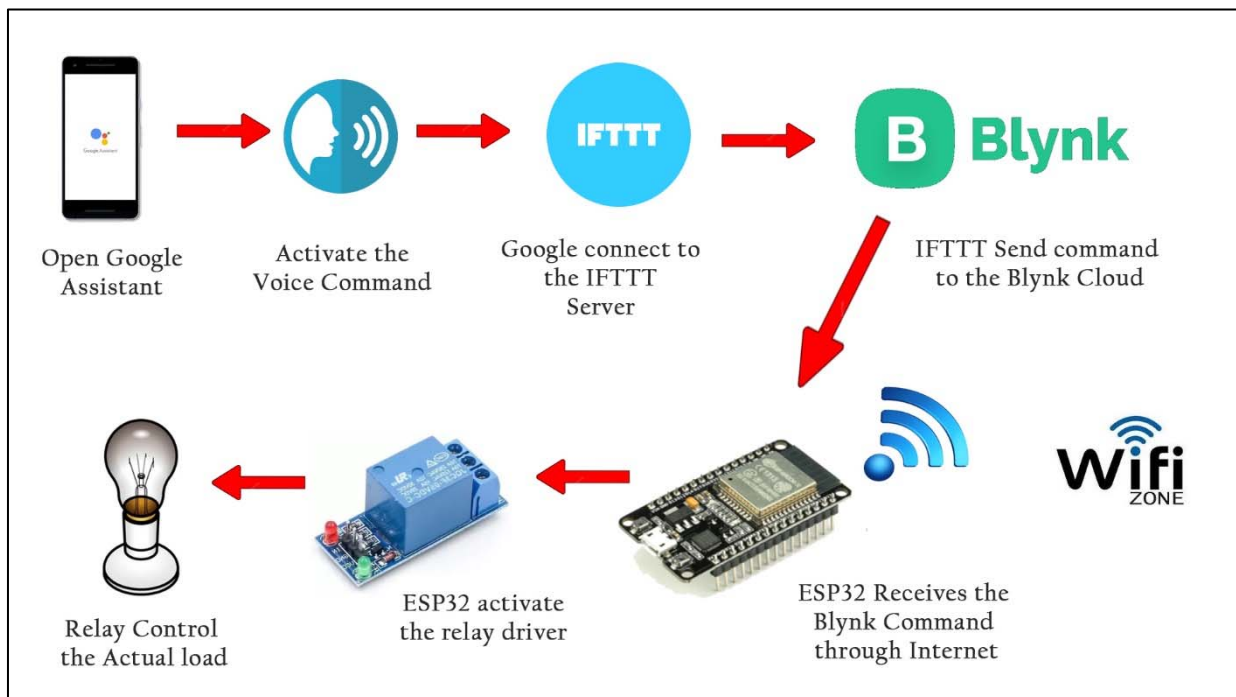 Google Assistant
IFTTT
B Blynk
Open Google
Assistant
Activate the
Voice Command
Google connect to
the IFTTT
Server
IFTTT Send command
to the Blynk Cloud
Wifi
ZONE
ESP32 activate
the relay driver
ESP32 Receives the
Blynk Command
through Internet
Relay Control
the Actual load